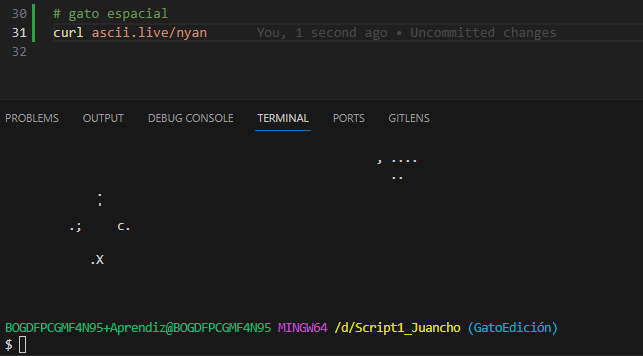 30 # gato espacial
31 curl ascii.live/nyan You, 1 second ago • Uncommitted changes
32
PROBLEMS OUTPUT DEBUG CONSOLE TERMINAL PORTS GITLENS
, ....
..
.
'
.; c.
.X
BOGDFPCGMF4N95+Aprendiz@BOGDFPCGMF4N95 MINGW64 /d/Script1_Juancho (GatoEdición)
$